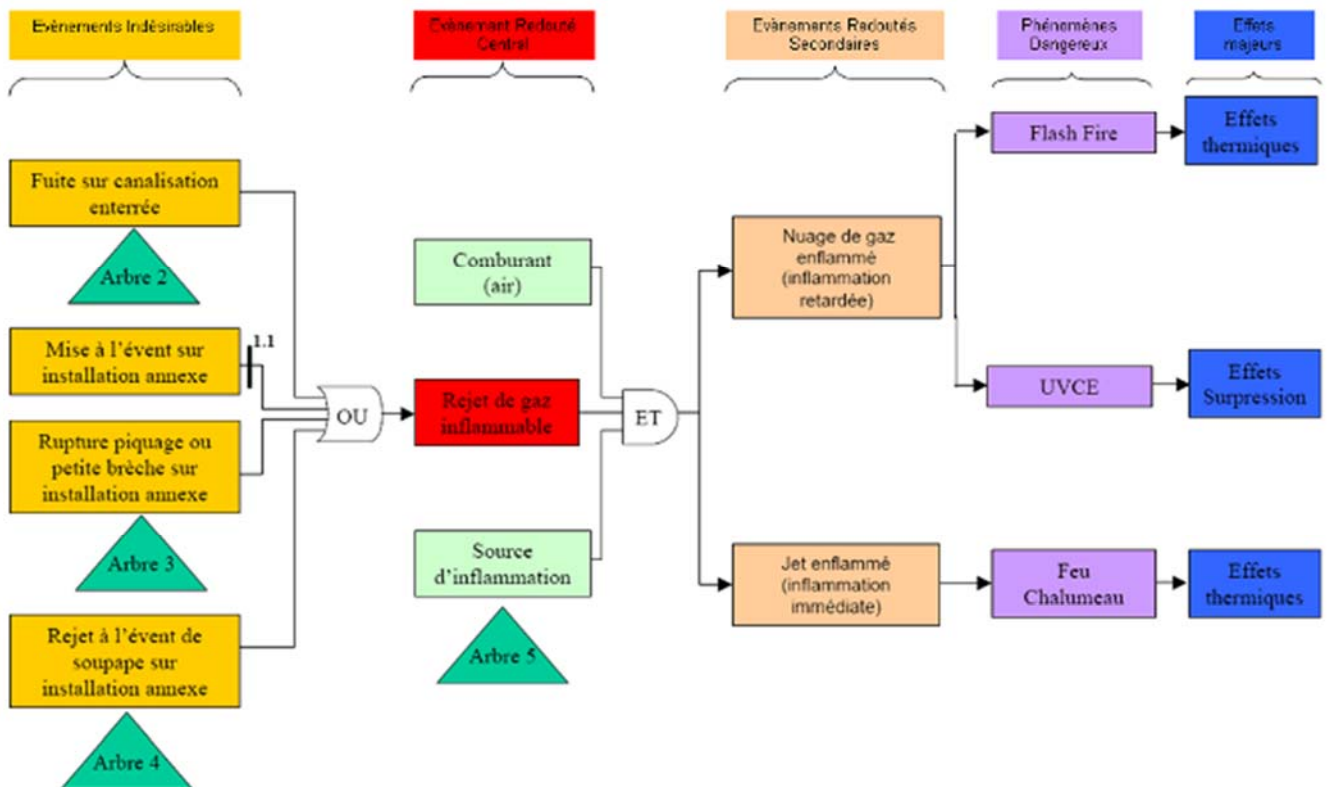 Evènements Indésirables
Evènement Redouté
Central
Evènements Redoutés
Secondaires
Phénomènes
Dangereux
Effets
majeurs
Fuite sur canalisation
enterrée
Arbre 2
Mise à l'évent sur
installation annexe
1.1
Rupture piquage ou
petite brèche sur
installation annexe
Arbre 3
Rejet à l'évent de
soupape sur
installation annexe
Arbre 4
OU
Comburant
(air)
Rejet de gaz
inflammable
Source
d'inflammation
Arbre 5
ET
Nuage de gaz
enflammé
(inflammation
retardée)
Jet enflammé
(inflammation
immédiate)
Flash Fire
UVCE
Feu
Chalumeau
Effets
thermiques
Effets
Surpression
Effets
thermiques